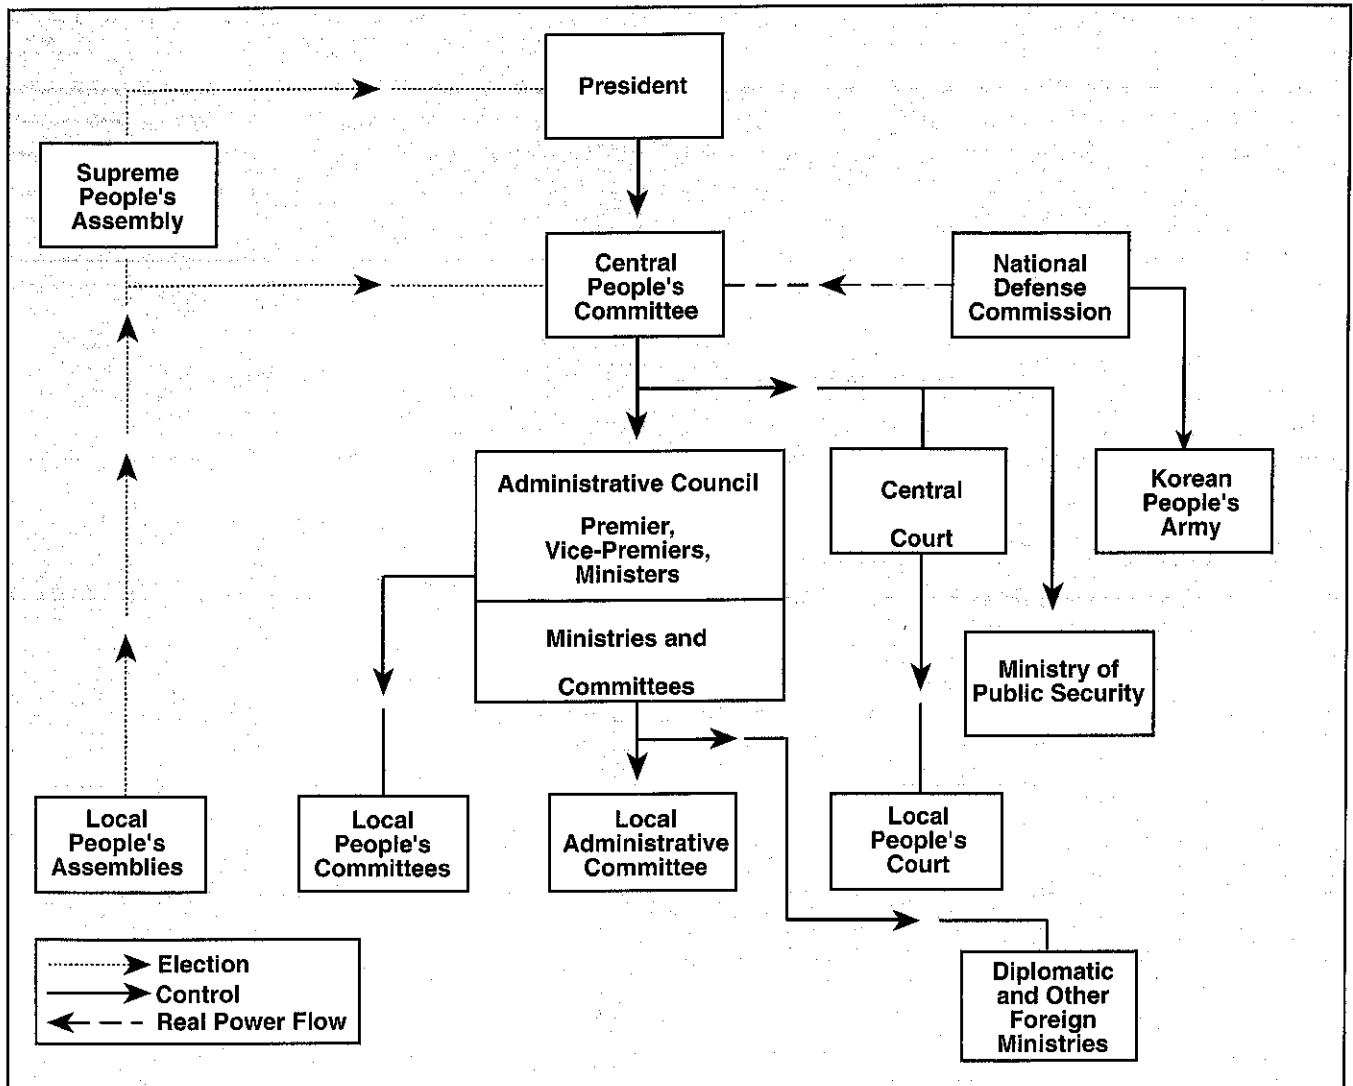 President
Supreme
People's
Assembly
Central
People's
Committee
National
Defense
Commission
Administrative Council
Premier,
Vice-Premiers,
Ministers
Ministries and
Committees
Central
Court
Korean
People's
Army
Ministry of
Public Security
Local
People's
Assemblies
Local
People's
Committees
Local
Administrative
Committee
Local
People's
Court
Diplomatic
and Other
Foreign
Ministries
Election
Control
Real Power Flow